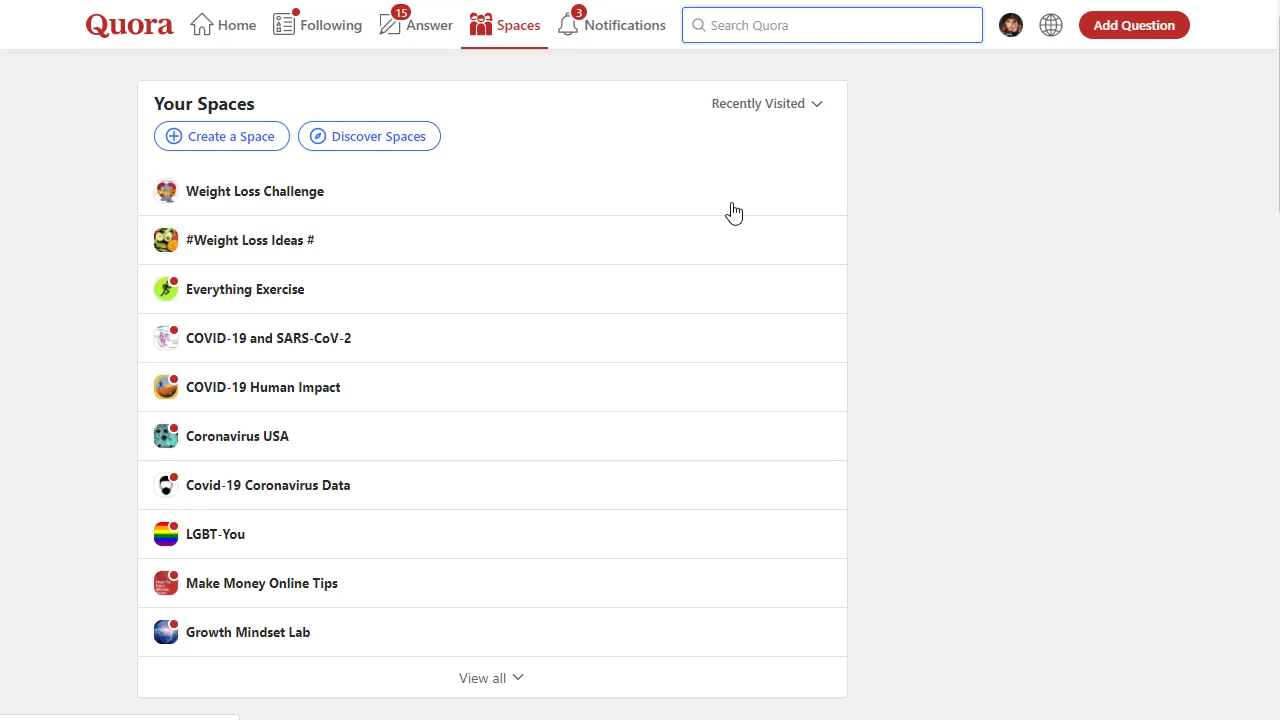 Quora
Home
Following
15
Answer
Spaces
3
Notifications
Search Quora
Add Question
Your Spaces
Recently Visited
Create a Space
Discover Spaces
Weight Loss Challenge
#Weight Loss Ideas #
Everything Exercise
COVID-19 and SARS-CoV-2
COVID-19 Human Impact
Coronavirus USA
Covid-19 Coronavirus Data
LGBT-You
Make Money Online Tips
Growth Mindset Lab
View all